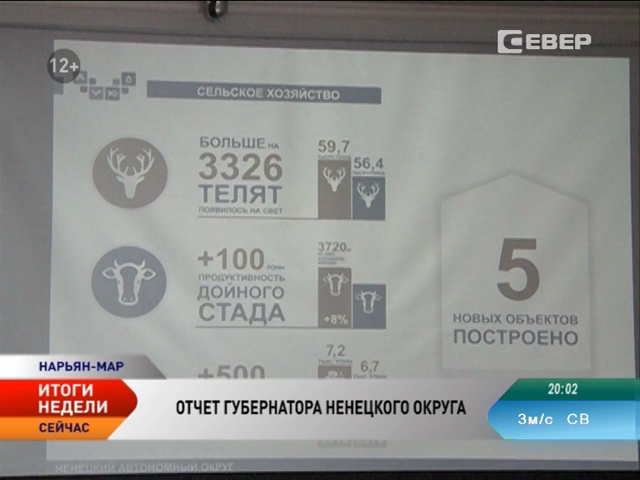 СЕВЕР
12+
СЕЛЬСКОЕ ХОЗЯЙСТВО
БОЛЬШЕ НА
3326
ТЕЛЯТ
ПОЯВИЛОСЬ НА СВЕТ
59,7
56,4
+100 ТОНН
ПРОДУКТИВНОСТЬ
ДОЙНОГО
СТАДА
3720
+8%
5
НОВЫХ ОБЪЕКТОВ
ПОСТРОЕНО
+500
7,2
6,7
НАРЬЯН-МАР
ИТОГИ
НЕДЕЛИ
СЕЙЧАС
ОТЧЕТ ГУБЕРНАТОРА НЕНЕЦКОГО ОКРУГА
20:02
3м/с СВ
НЕНЕЦКИЙ АВТОНОМНЫЙ ОКРУГ